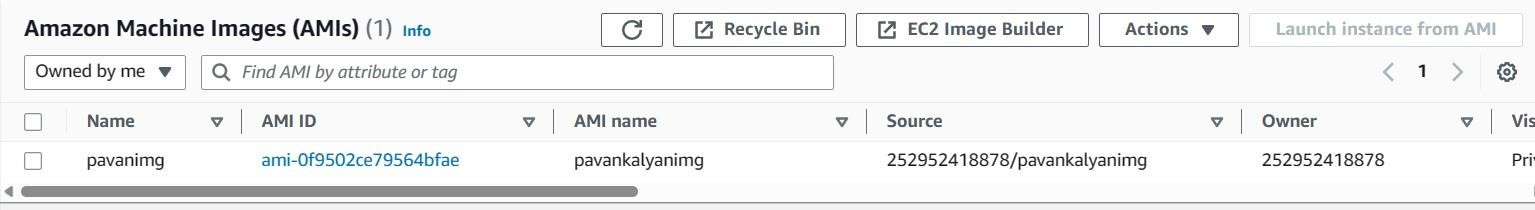 Amazon Machine Images (AMIs) (1) Info Recycle Bin EC2 Image Builder Actions Launch instance from AMI
Owned by me Find AMI by attribute or tag 1
Name AMI ID AMI name Source Owner Vis
pavanimg ami-0f9502ce79564bfae pavankalyanimg 252952418878/pavankalyanimg 252952418878 Pri